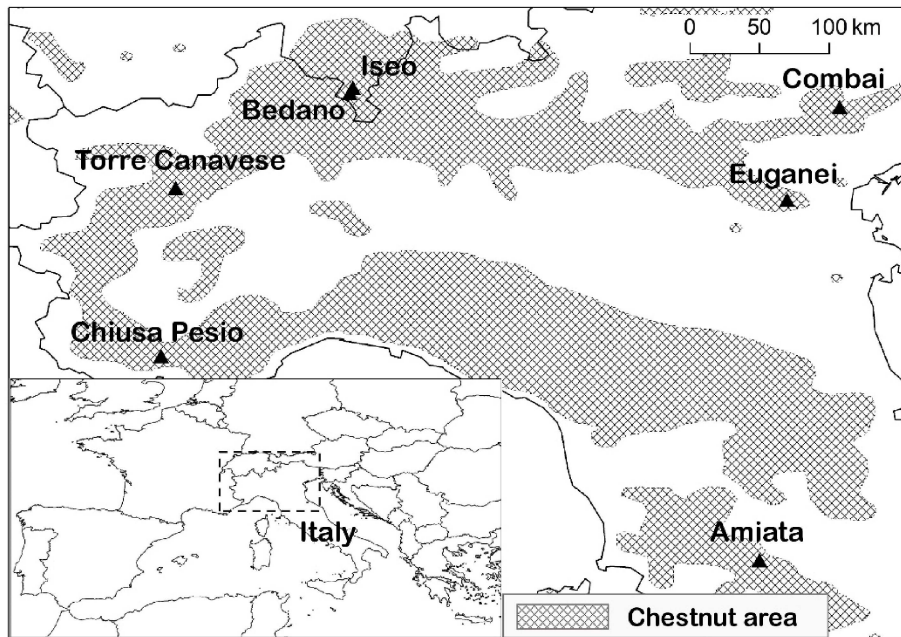 0 50 100 km
Iseo
Bedano
Combai
Torre Canavese
Euganei
Chiusa Pesio
Italy
Amiata
Chestnut area